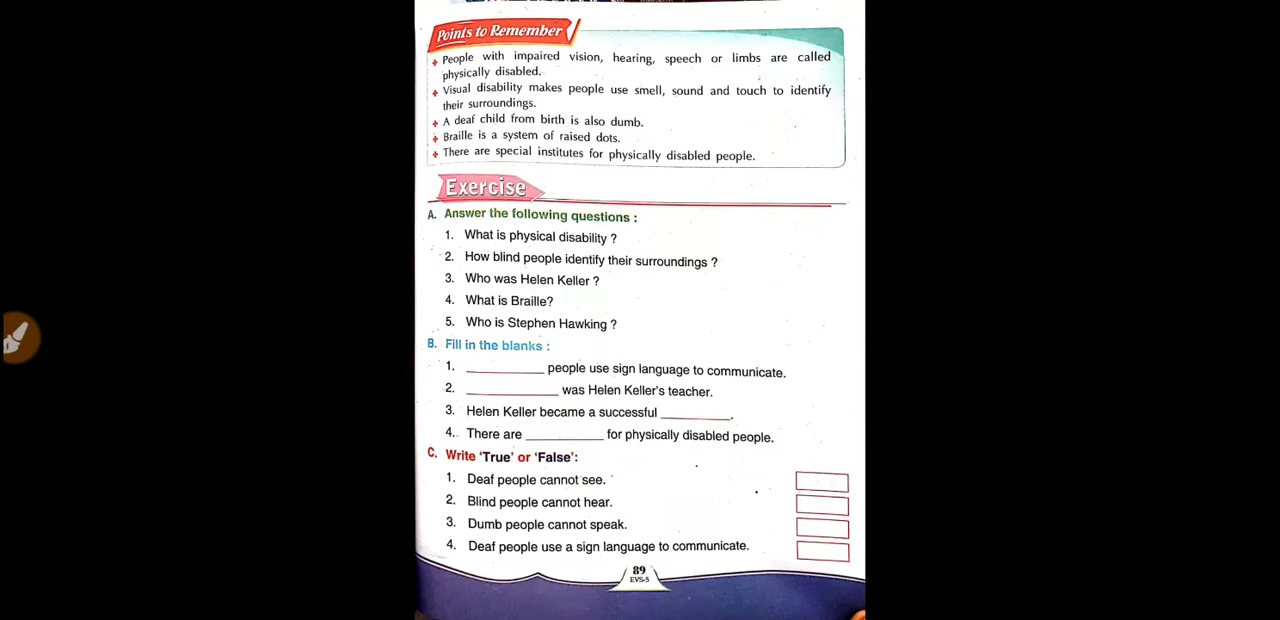 Points to Remember
People with impaired vision, hearing, speech or limbs are called
physically disabled.
Visual disability makes people use smell, sound and touch to identify
their surroundings.
A deaf child from birth is also dumb.
Braille is a system of raised dots.
There are special institutes for physically disabled people.
Exercise
A. Answer the following questions :
1. What is physical disability ?
2. How blind people identify their surroundings ?
3. Who was Helen Keller ?
4. What is Braille?
5. Who is Stephen Hawking ?
B. Fill in the blanks :
1. __________ people use sign language to communicate.
2. __________ was Helen Keller's teacher.
3. Helen Keller became a successful __________.
4. There are __________ for physically disabled people.
C. Write 'True' or 'False':
1. Deaf people cannot see.
2. Blind people cannot hear.
3. Dumb people cannot speak.
4. Deaf people use a sign language to communicate.
89
EVS-5